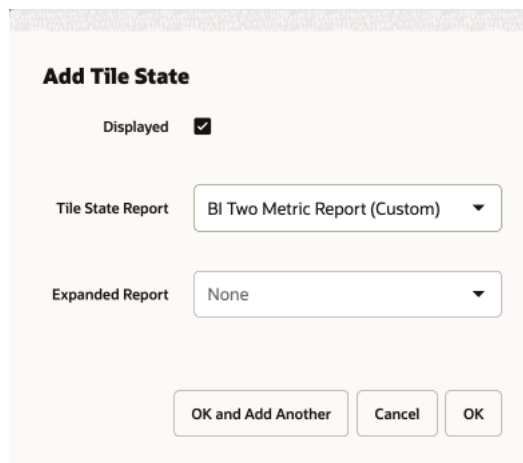 Add Tile State
Displayed
Tile State Report BI Two Metric Report (Custom)
Expanded Report None
OK and Add Another Cancel OK